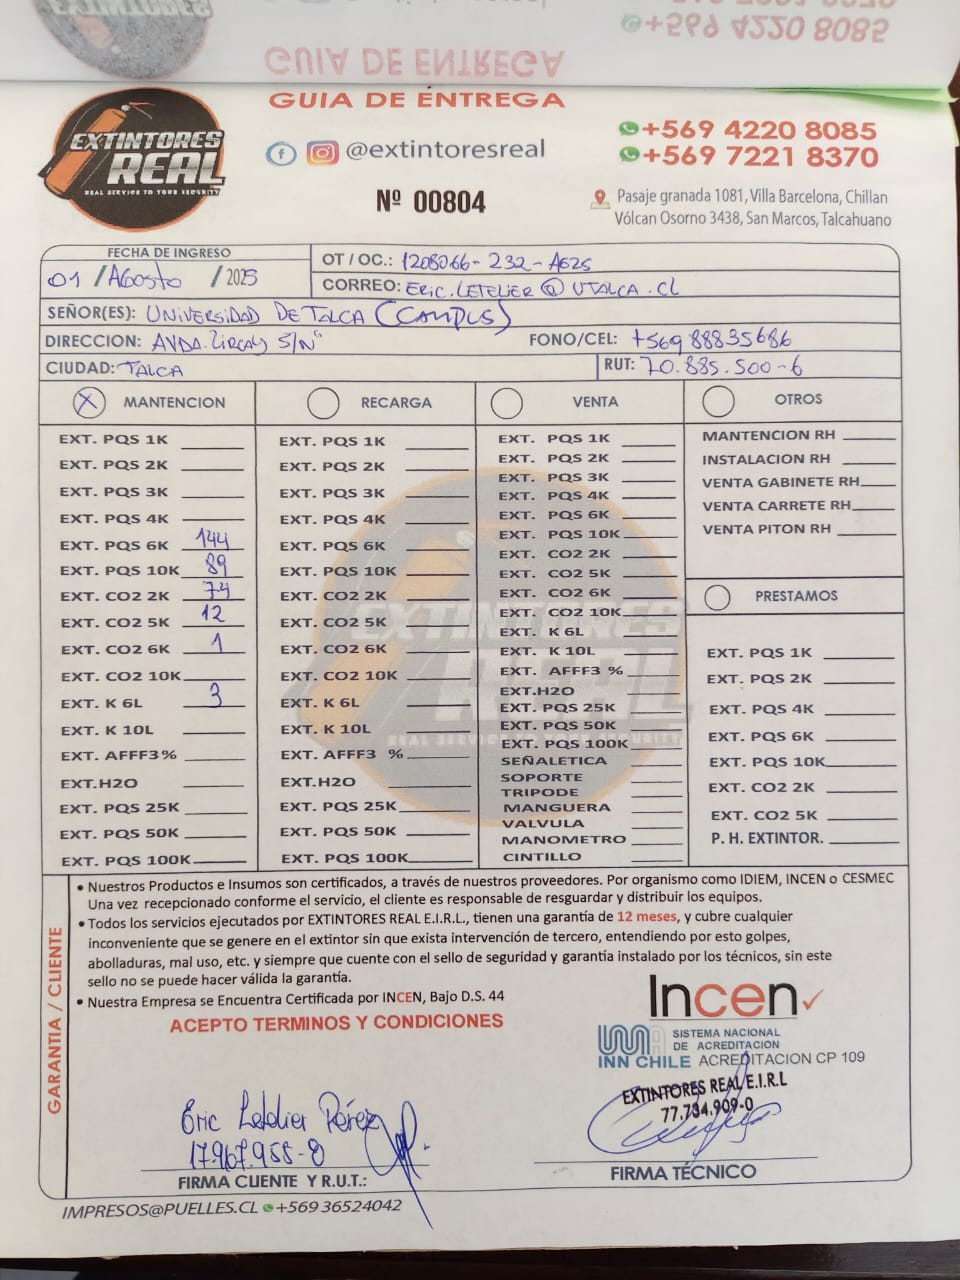 GUIA DE ENTREGA
EXTINTORES
REAL
REAL SERVICE TO YOUR SECURITY
@extintoresreal
+569 4220 8085
+569 7221 8370
Nº 00804
Pasaje granada 1081, Villa Barcelona, Chillan
Vólcan Osorno 3438, San Marcos, Talcahuano
FECHA DE INGRESO
01 / Agosto / 2025
OT / OC.: 1208066-232-AG25
CORREO: ERIC.LETELIER@UTALCA.CL
SEÑOR(ES): UNIVERSIDAD DE TALCA (CAMPUS)
DIRECCION: AVDA. LIRCAY S/Nº FONO/CEL: +569 88835686
CIUDAD: TALCA RUT: 70.885.500-6
X MANTENCION
EXT. PQS 1K
EXT. PQS 2K
EXT. PQS 3K
EXT. PQS 4K
EXT. PQS 6K 144
EXT. PQS 10K 89
EXT. CO2 2K 74
EXT. CO2 5K 12
EXT. CO2 6K 1
EXT. CO2 10K
EXT. K 6L 3
EXT. K 10L
EXT. AFFF3 %
EXT.H2O
EXT. PQS 25K
EXT. PQS 50K
EXT. PQS 100K
RECARGA
EXT. PQS 1K
EXT. PQS 2K
EXT. PQS 3K
EXT. PQS 4K
EXT. PQS 6K
EXT. PQS 10K
EXT. CO2 2K
EXT. CO2 5K
EXT. CO2 6K
EXT. CO2 10K
EXT. K 6L
EXT. K 10L
EXT. AFFF3 %
EXT.H2O
EXT. PQS 25K
EXT. PQS 50K
EXT. PQS 100K
VENTA
EXT. PQS 1K
EXT. PQS 2K
EXT. PQS 3K
EXT. PQS 4K
EXT. PQS 6K
EXT. PQS 10K
EXT. CO2 2K
EXT. CO2 5K
EXT. CO2 6K
EXT. CO2 10K
EXT. K 6L
EXT. K 10L
EXT. AFFF3 %
EXT.H2O
EXT. PQS 25K
EXT. PQS 50K
EXT. PQS 100K
SEÑALETICA
SOPORTE
TRIPODE
MANGUERA
VALVULA
MANOMETRO
CINTILLO
OTROS
MANTENCION RH
INSTALACION RH
VENTA GABINETE RH
VENTA CARRETE RH
VENTA PITON RH
PRESTAMOS
EXT. PQS 1K
EXT. PQS 2K
EXT. PQS 4K
EXT. PQS 6K
EXT. PQS 10K
EXT. CO2 2K
EXT. CO2 5K
P. H. EXTINTOR.
GARANTIA / CLIENTE
• Nuestros Productos e Insumos son certificados, a través de nuestros proveedores. Por organismo como IDIEM, INCEN o CESMEC
Una vez recepcionado conforme el servicio, el cliente es responsable de resguardar y distribuir los equipos.
• Todos los servicios ejecutados por EXTINTORES REAL E.I.R.L., tienen una garantía de 12 meses, y cubre cualquier
inconveniente que se genere en el extintor sin que exista intervención de tercero, entendiendo por esto golpes,
abolladuras, mal uso, etc. y siempre que cuente con el sello de seguridad y garantía instalado por los técnicos, sin este
sello no se puede hacer válida la garantía.
• Nuestra Empresa se Encuentra Certificada por INCEN, Bajo D.S. 44
ACEPTO TERMINOS Y CONDICIONES
Incen
SISTEMA NACIONAL
DE ACREDITACION
INN CHILE ACREDITACION CP 109
EXTINTORES REAL E.I.R.L
77.734.909-0
Eric Letelier Pérez
17.967.955-8
FIRMA CLIENTE Y R.U.T.:
FIRMA TÉCNICO
IMPRESOS@PUELLES.CL +569 36524042